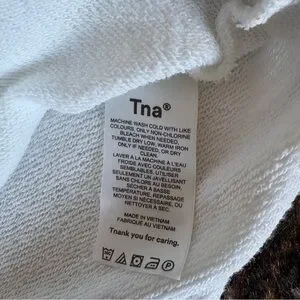 Tna®
MACHINE WASH COLD WITH LIKE
COLOURS, ONLY NON-CHLORINE
BLEACH WHEN NEEDED,
TUMBLE DRY LOW, WARM IRON
ONLY IF NEEDED, OR DRY
CLEAN.
LAVER À LA MACHINE À L'EAU
FROIDE AVEC COULEURS
SEMBLABLES, UTILISER
SEULEMENT UN JAVELLISANT
SANS CHLORE AU BESOIN
SÉCHER À BASSE
TEMPÉRATURE, REPASSAGE
MOYEN SI NÉCESSAIRE, OU
NETTOYER À SEC.
MADE IN VIETNAM
FABRIQUÉ AU VIETNAM
Tnank you for caring.
P